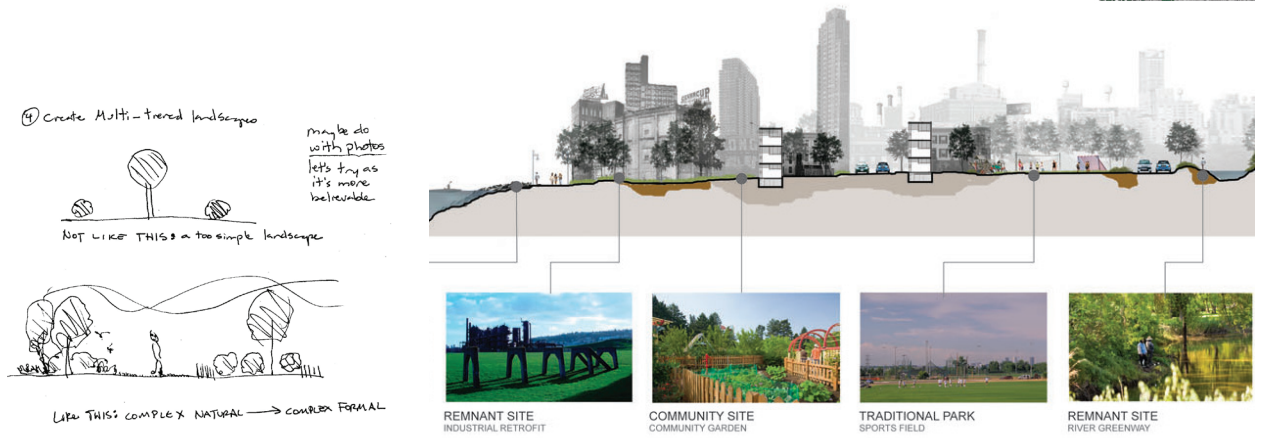 ④ Create Multi-tiered landscapes
maybe do
with photos
let's try as
it's more
believable
NOT LIKE THIS: a too simple landscape
LIKE THIS: COMPLEX NATURAL → COMPLEX FORMAL
REMNANT SITE
INDUSTRIAL RETROFIT
COMMUNITY SITE
COMMUNITY GARDEN
TRADITIONAL PARK
SPORTS FIELD
REMNANT SITE
RIVER GREENWAY